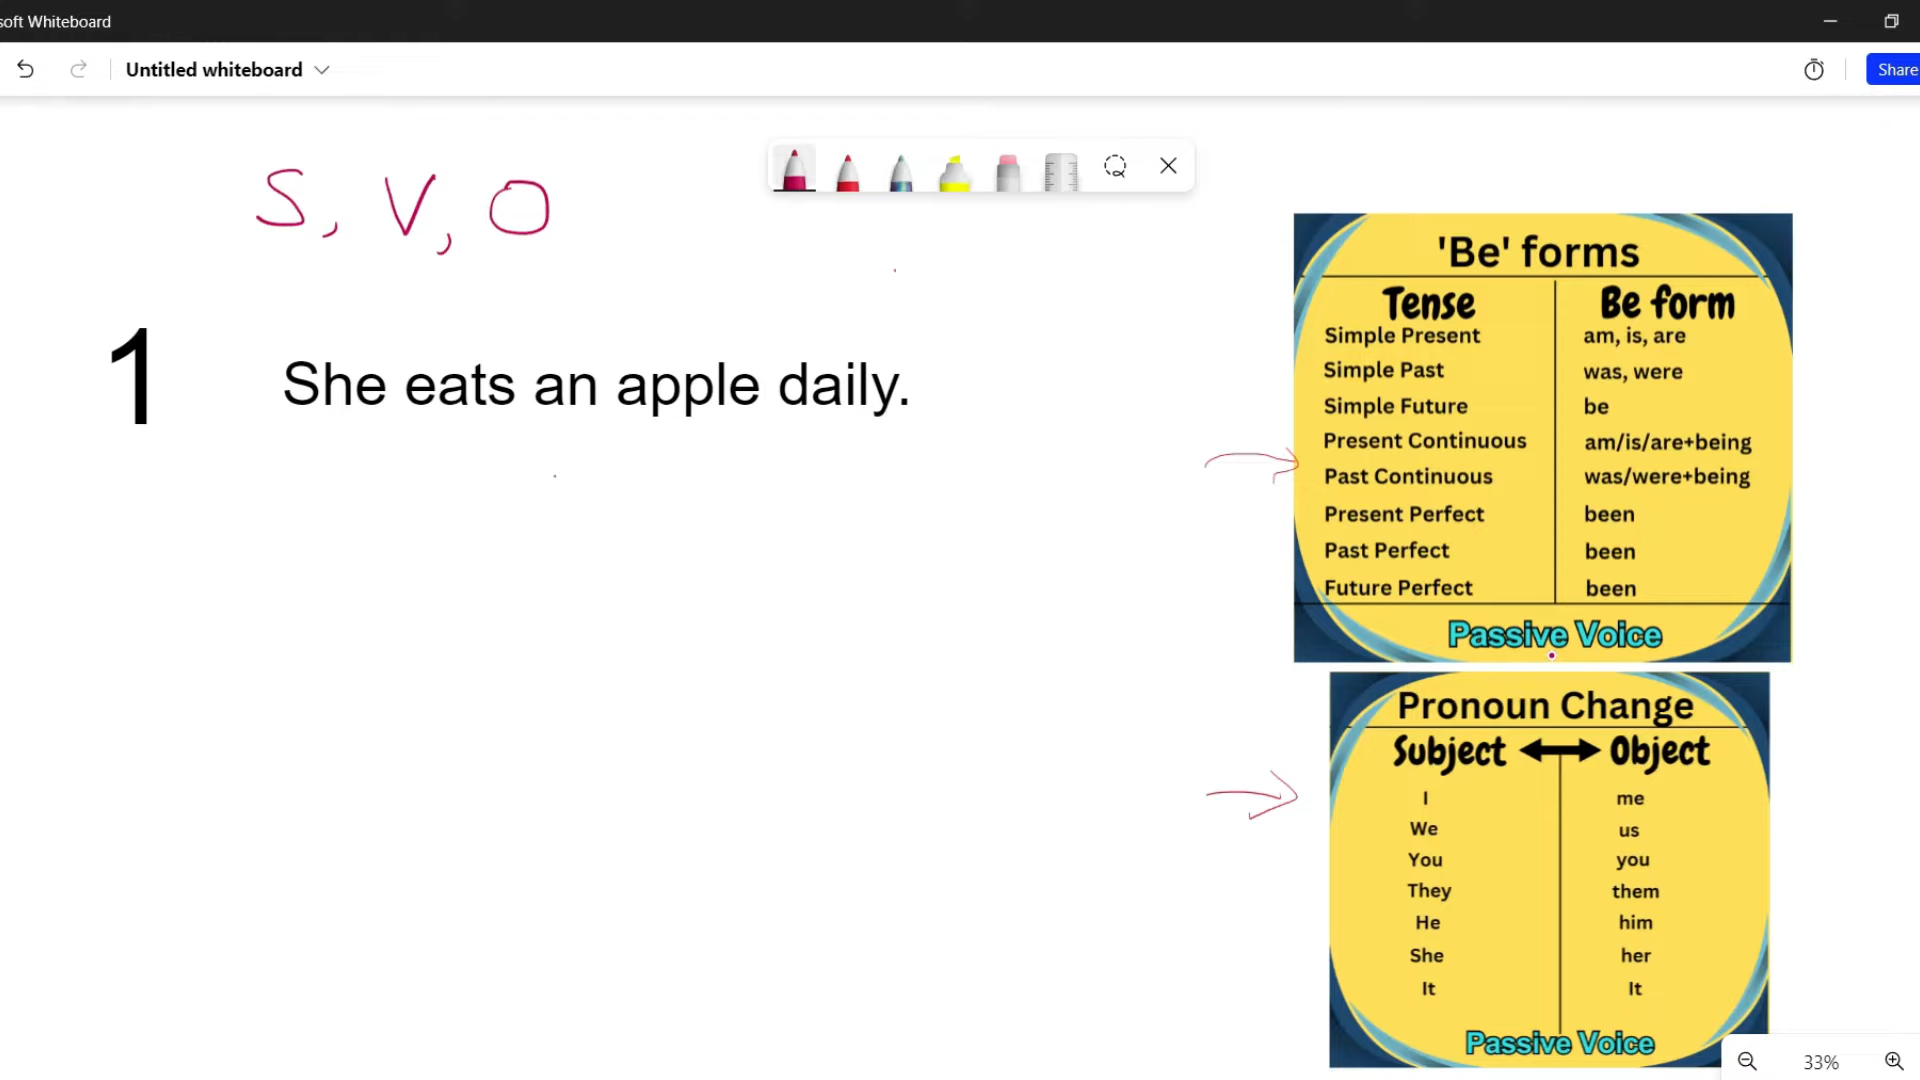 soft Whiteboard
Untitled whiteboard
Share
S, V, O
1 She eats an apple daily.
'Be' forms
Tense Be form
Simple Present am, is, are
Simple Past was, were
Simple Future be
Present Continuous am/is/are+being
Past Continuous was/were+being
Present Perfect been
Past Perfect been
Future Perfect been
Passive Voice
Pronoun Change
Subject Object
I me
We us
You you
They them
He him
She her
It It
Passive Voice
33%